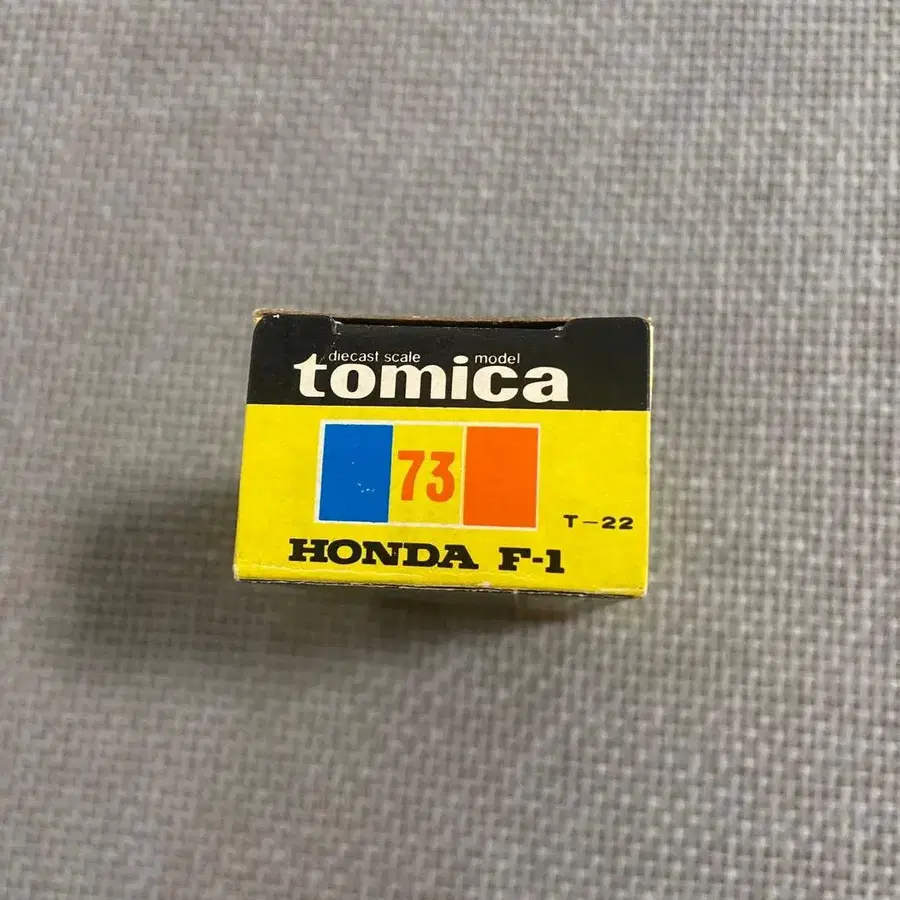 diecast scale model
tomica
73
T-22
HONDA F-1